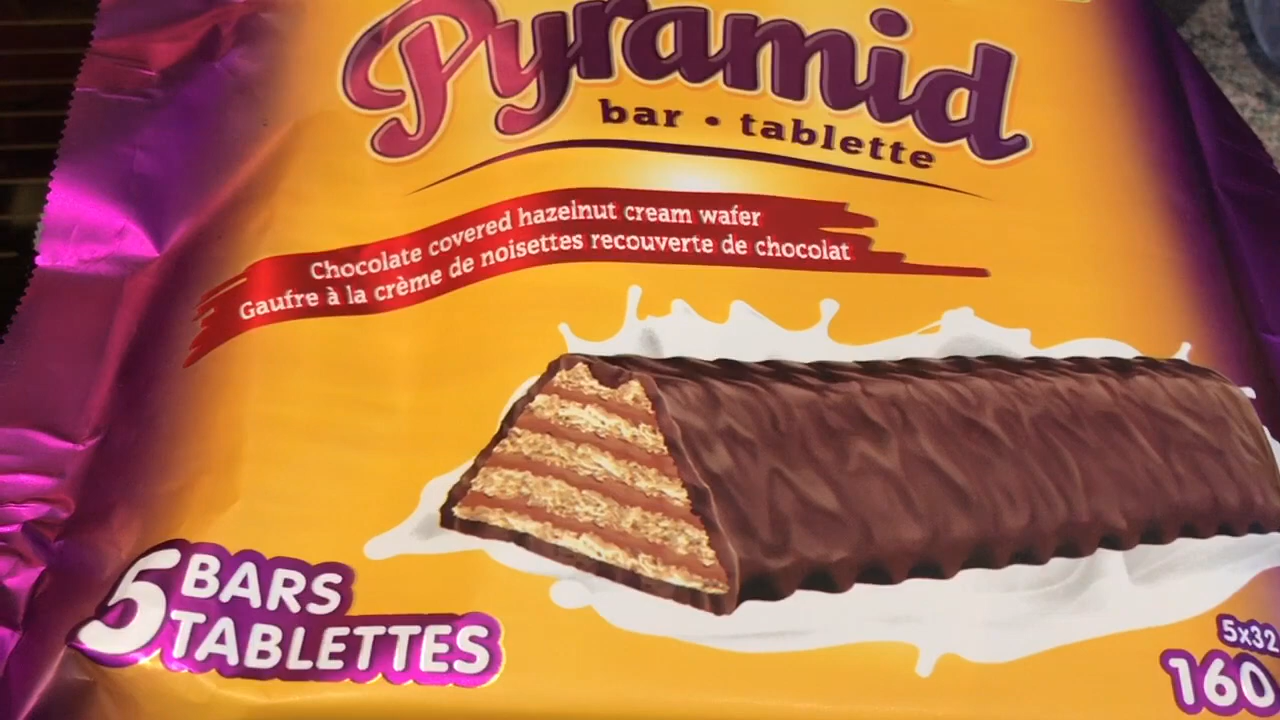 Pyramid
bar • tablette
Chocolate covered hazelnut cream wafer
Gaufre à la crème de noisettes recouverte de chocolat
5 BARS
TABLETTES
5x32
160